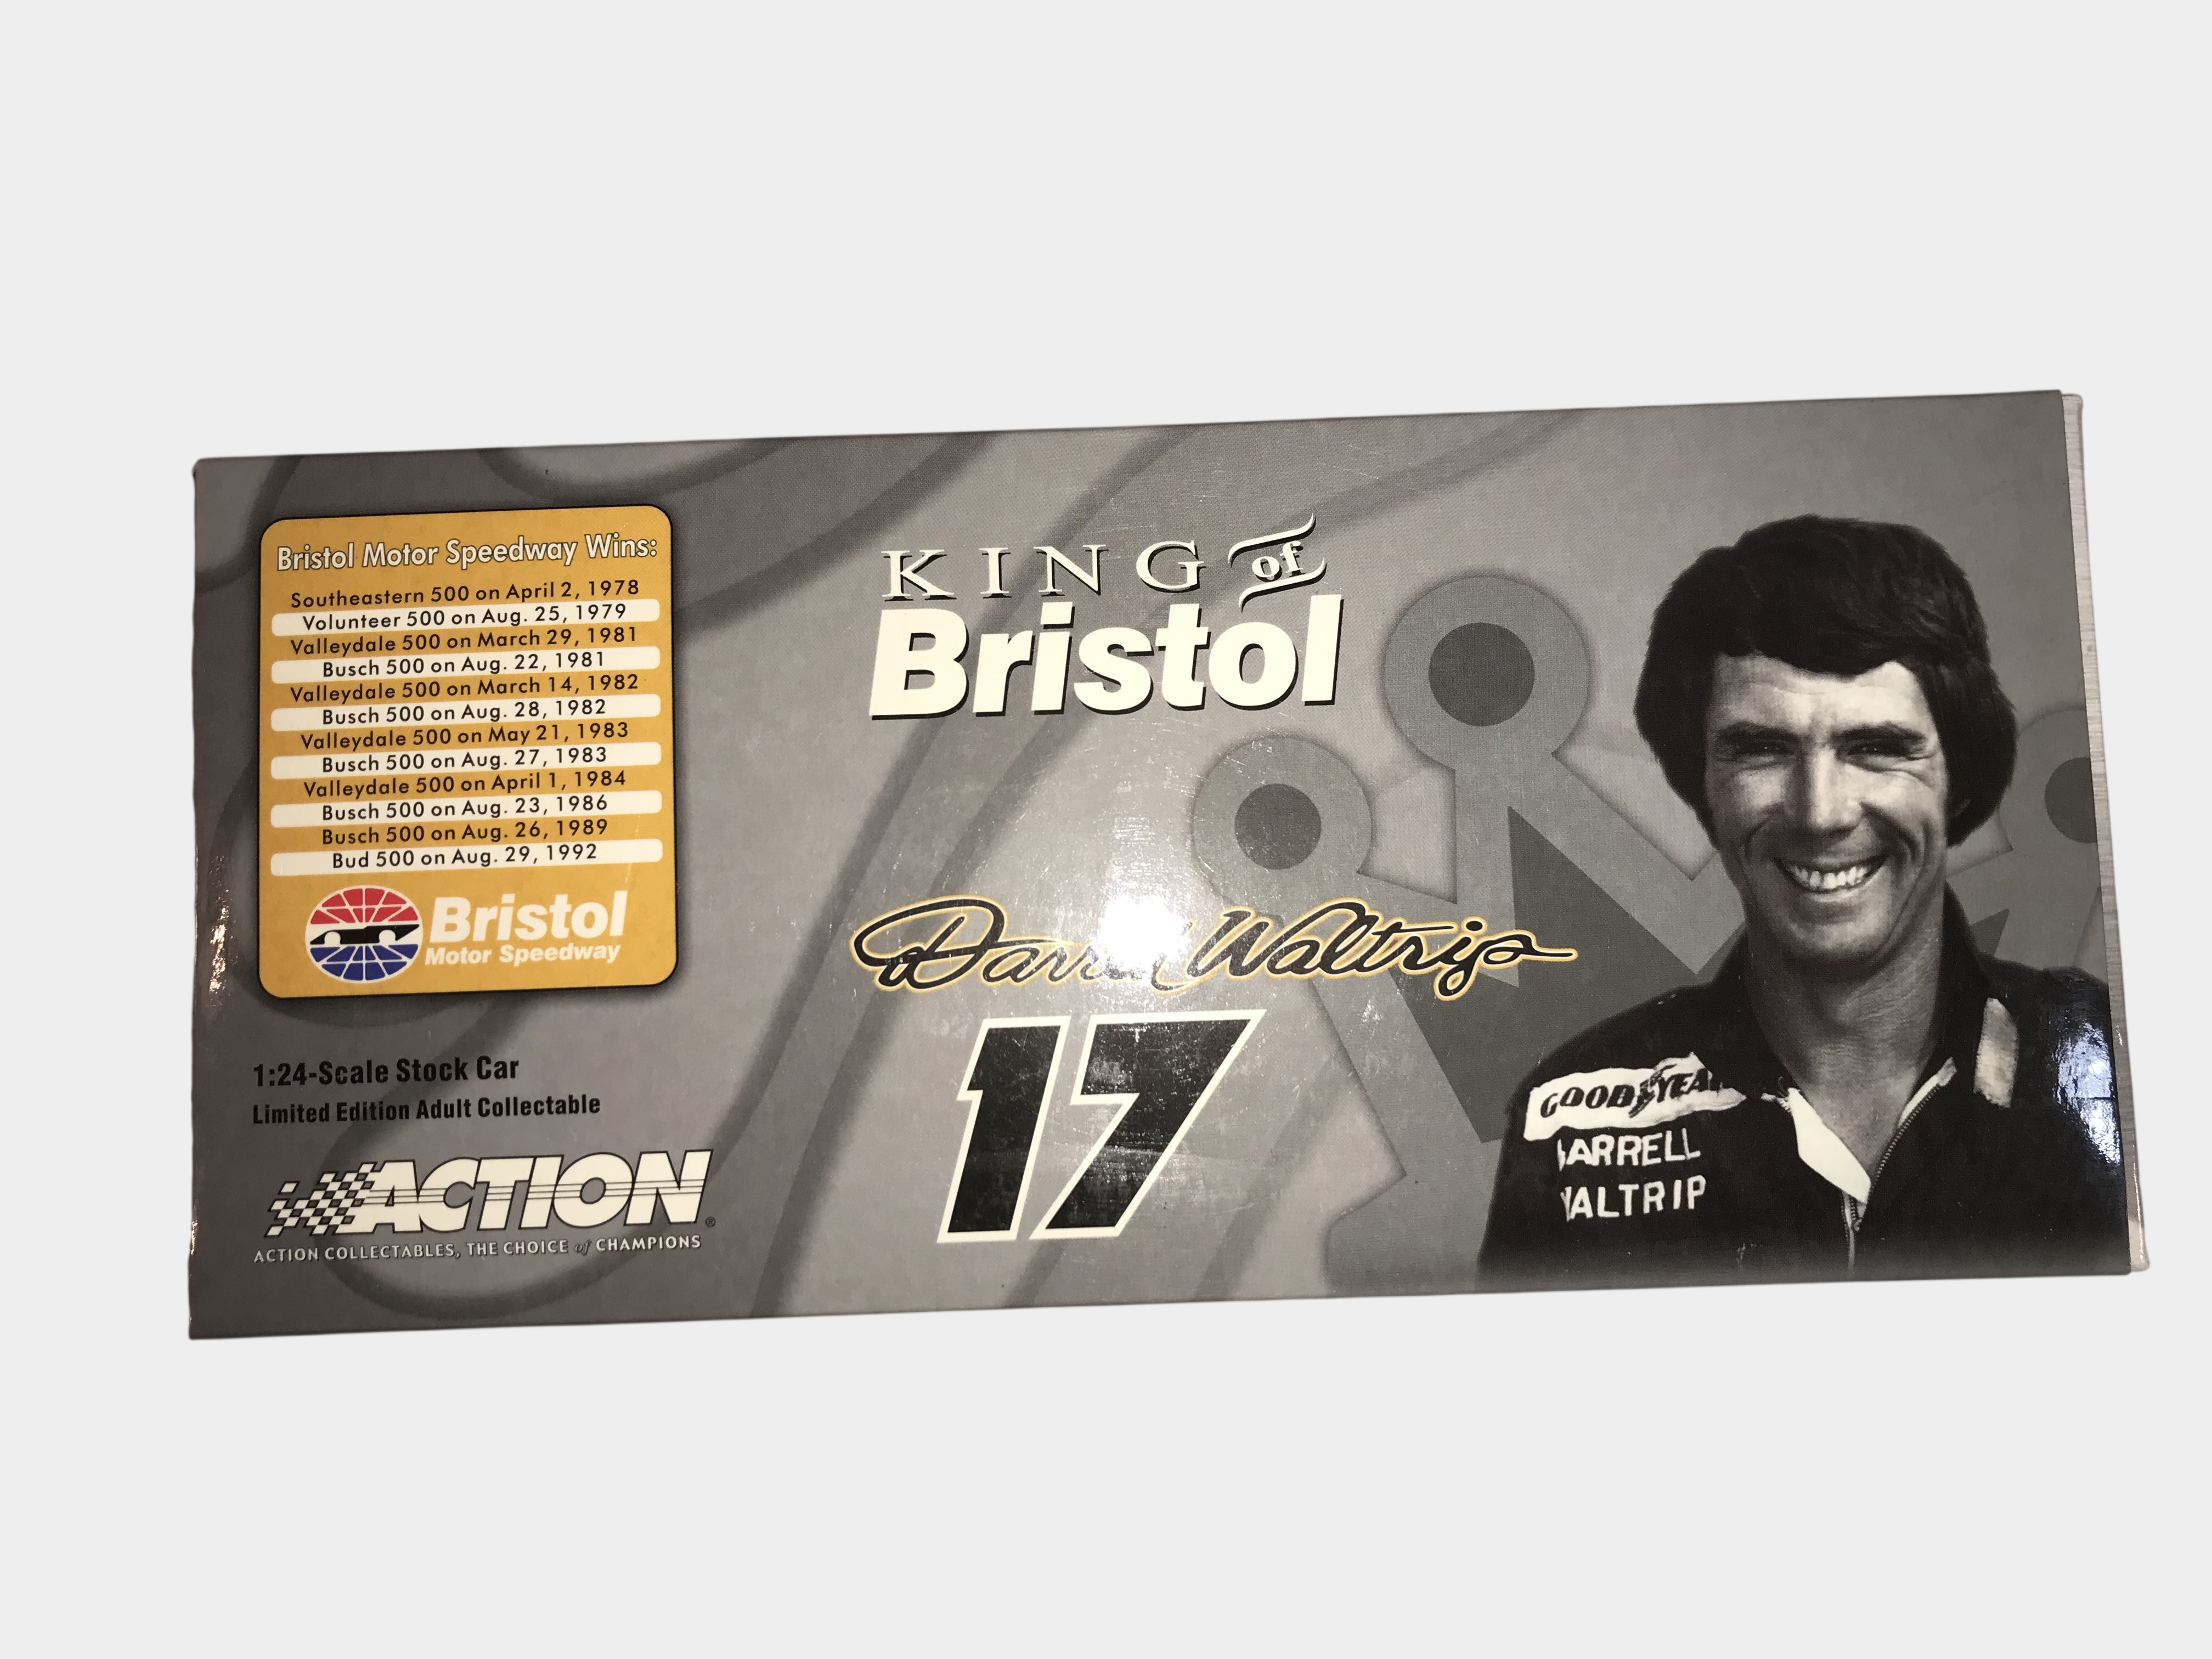 Bristol Motor Speedway Wins:
Southeastern 500 on April 2, 1978
Volunteer 500 on Aug. 25, 1979
Valleydale 500 on March 29, 1981
Busch 500 on Aug. 22, 1981
Valleydale 500 on March 14, 1982
Busch 500 on Aug. 28, 1982
Valleydale 500 on May 21, 1983
Busch 500 on Aug. 27, 1983
Valleydale 500 on April 1, 1984
Busch 500 on Aug. 23, 1986
Busch 500 on Aug. 26, 1989
Bud 500 on Aug. 29, 1992
Bristol
Motor Speedway
1:24-Scale Stock Car
Limited Edition Adult Collectable
ACTION®
ACTION COLLECTABLES, THE CHOICE of CHAMPIONS
KING of
Bristol
Darrell Waltrip
17
GOODYEAR
DARRELL
WALTRIP